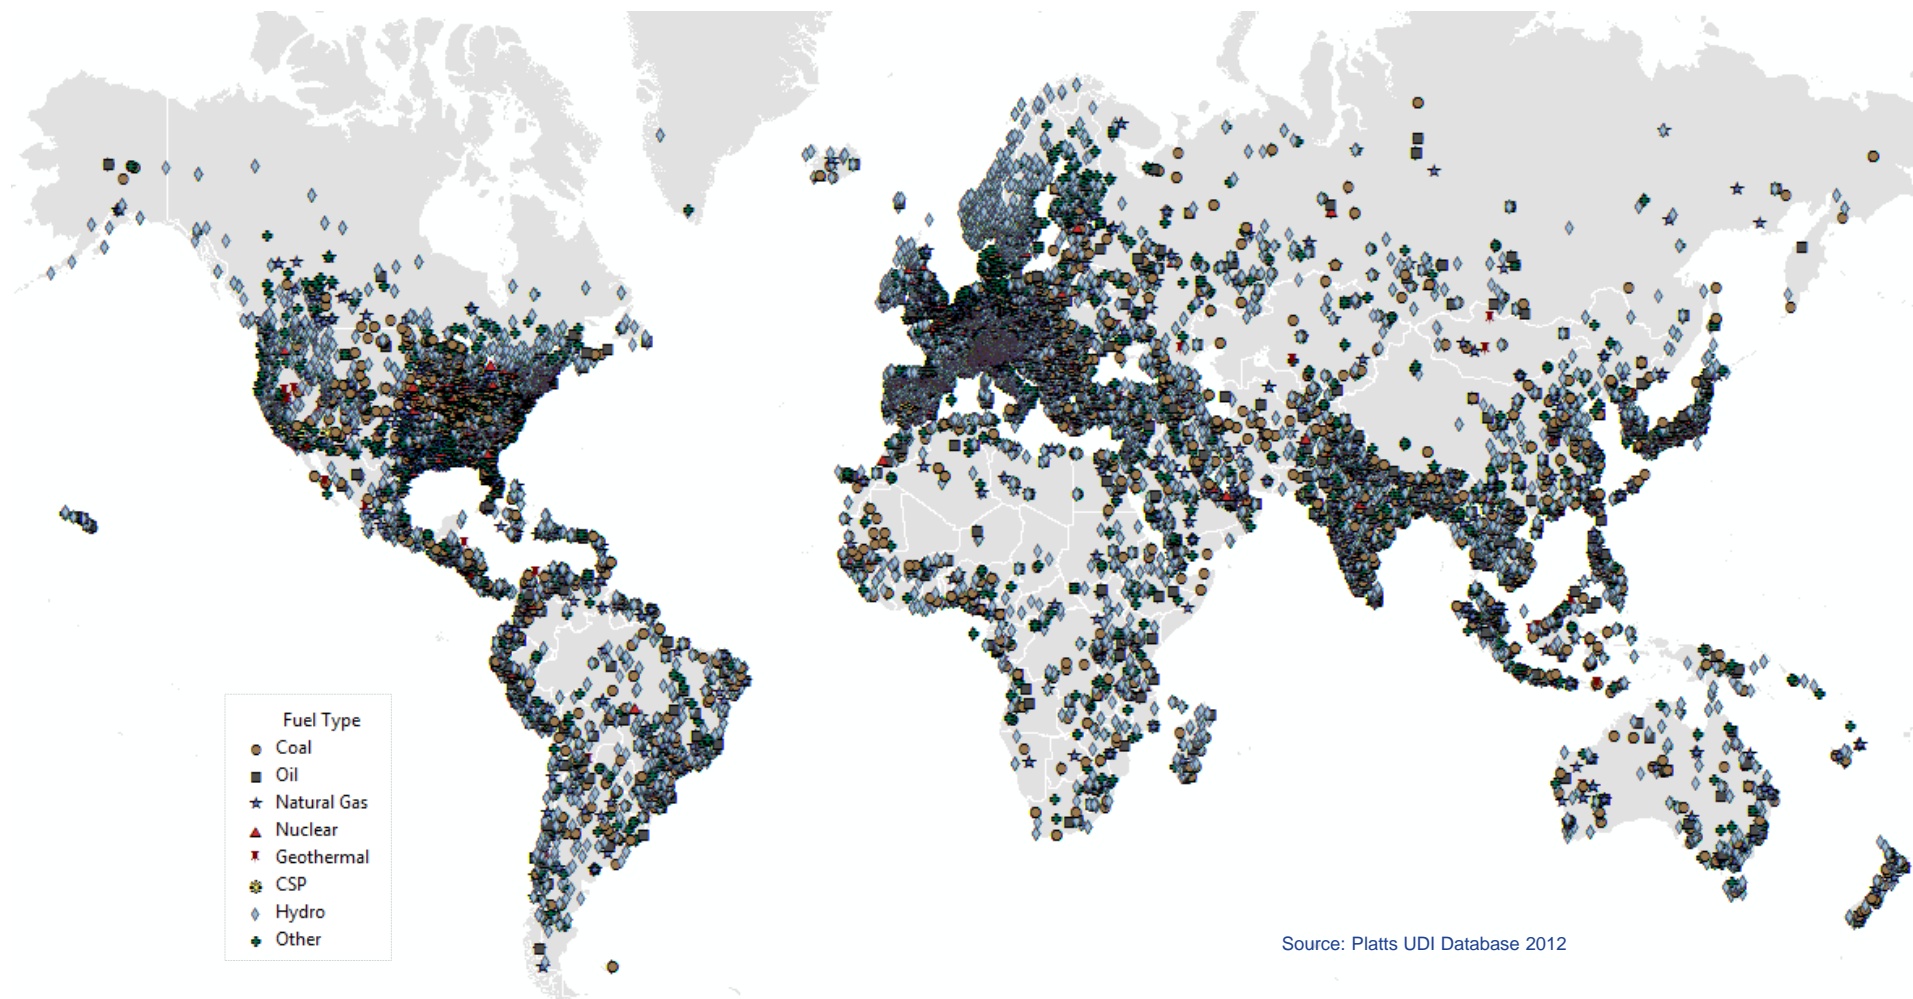 Fuel Type
Coal
Oil
Natural Gas
Nuclear
Geothermal
CSP
Hydro
Other
Source: Platts UDI Database 2012